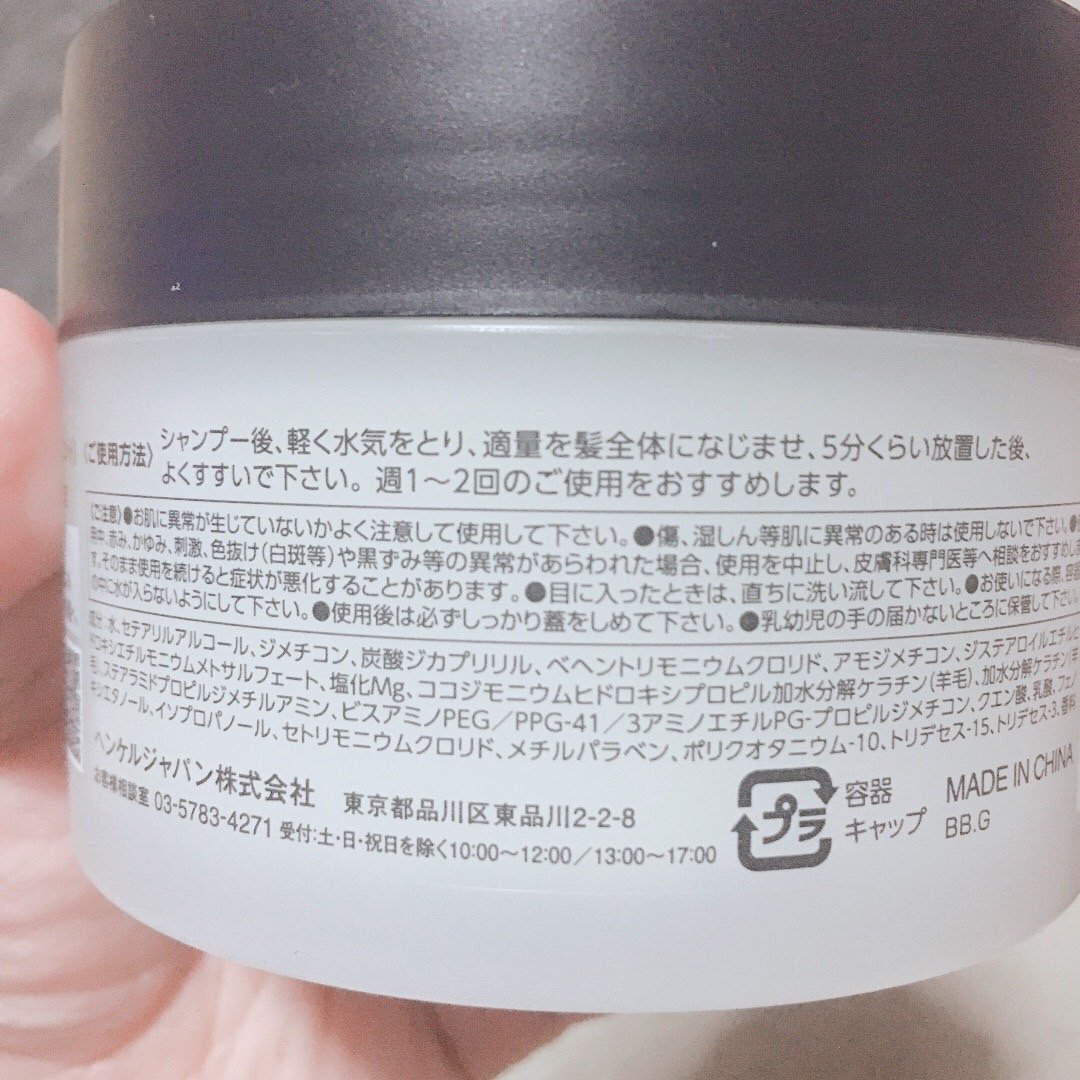 〈ご使用方法〉シャンプー後、軽く水気をとり、適量を髪全体になじませ、5分くらい放置した後、
よくすすいで下さい。週1〜2回のご使用をおすすめします。
〈ご注意〉●お肌に異常が生じていないかよく注意して使用して下さい。●傷、湿しん等肌に異常のある時は使用しないで下さい。
中、赤み、かゆみ、刺激、色抜け(白斑等)や黒ずみ等の異常があらわれた場合、使用を中止し、皮膚科専門医等へ相談をおすすめし
す。そのまま使用を続けると症状が悪化することがあります。●目に入ったときは、直ちに洗い流して下さい。●お使いになる際、
の中に水が入らないようにして下さい。●使用後は必ずしっかり蓋をしめて下さい。●乳幼児の手の届かないところに保管して下さい。
水、セテアリルアルコール、ジメチコン、炭酸ジカプリリル、ベヘントリモニウムクロリド、アモジメチコン、ジステアロイルエチルヒ
ドロキシエチルモニウムメトサルフェート、塩化Mg、ココジモニウムヒドロキシプロピル加水分解ケラチン(羊毛)、加水分解ケラチン(羊
毛)、ステアラミドプロピルジメチルアミン、ビスアミノPEG/PPG-41/3アミノエチルPG-プロピルジメチコン、クエン酸、乳酸、フェノ
キシエタノール、イソプロパノール、セトリモニウムクロリド、メチルパラベン、ポリクオタニウム-10、トリデセス-15、トリデセス-3、香料
ヘンケルジャパン株式会社 東京都品川区東品川2-2-8
お客様相談室 03-5783-4271 受付:土・日・祝日を除く10:00〜12:00/13:00〜17:00
プラ
容器
キャップ
MADE IN CHINA
BB.G